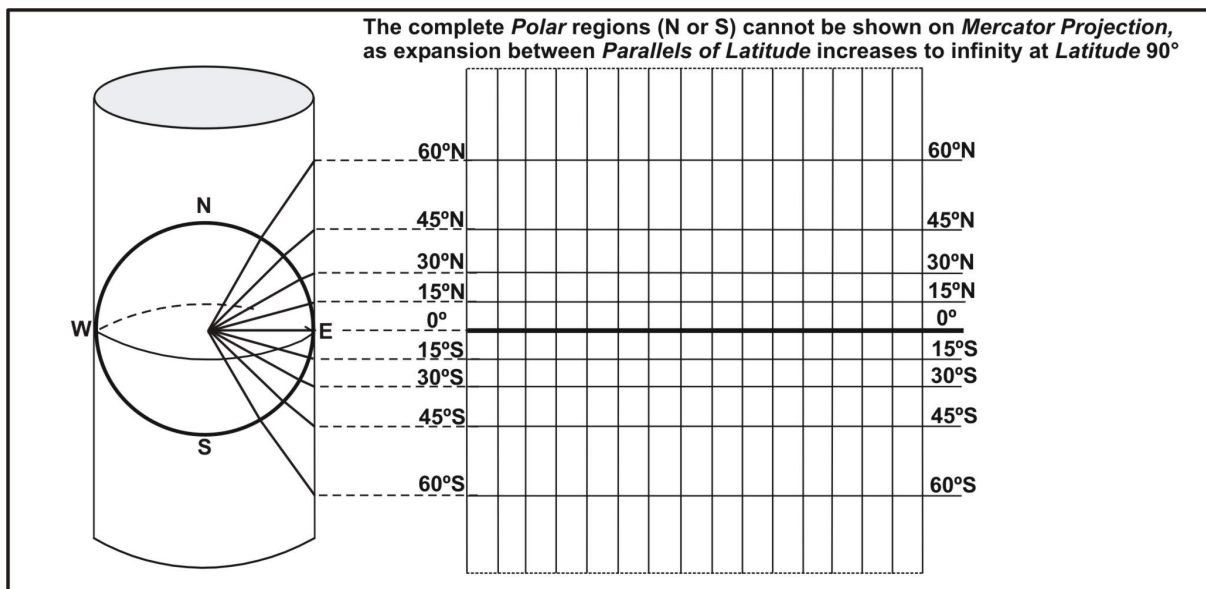 The complete Polar regions (N or S) cannot be shown on Mercator Projection,
as expansion between Parallels of Latitude increases to infinity at Latitude 90°
60ºN 60ºN
N
45ºN 45ºN
30ºN 30ºN
15ºN 15ºN
W 0º E 0º
15ºS 15ºS
30ºS 30ºS
45ºS 45ºS
S
60ºS 60ºS